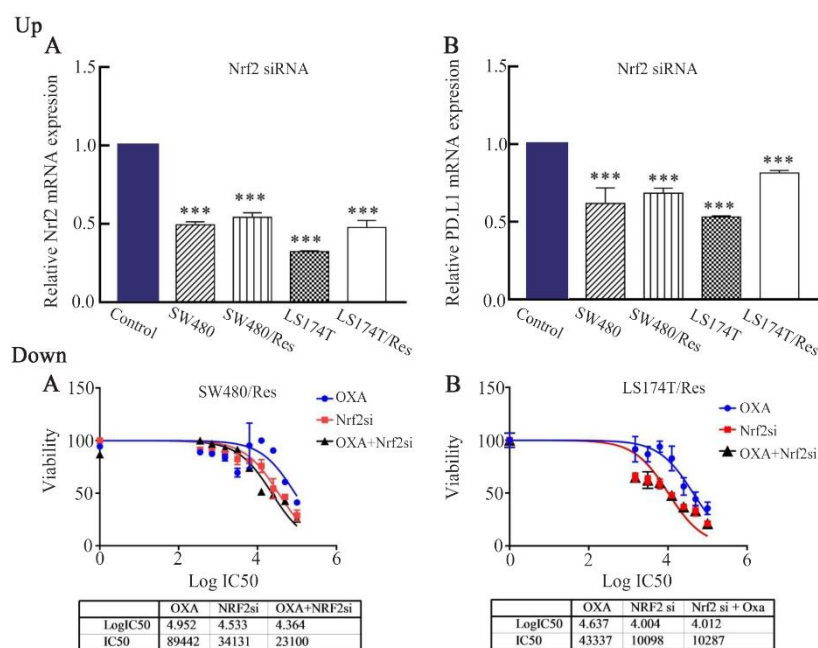 Up
A
Nrf2 siRNA
Relative Nrf2 mRNA expresion
1.5
1.0
0.5
0.0
***
***
***
***
Control
SW480
SW480/Res
LS174T
LS174T/Res
B
Nrf2 siRNA
Relative PD.L1 mRNA expresion
1.5
1.0
0.5
0.0
***
***
***
***
Control
SW480
SW480/Res
LS174T
LS174T/Res
Down
A
SW480/Res
OXA
Nrf2si
OXA+Nrf2si
Viability
150
100
50
0
0 2 4 6
Log IC50
OXA NRF2si OXA+NRF2si
LogIC50 4.952 4.533 4.364
IC50 89442 34131 23100
B
LS174T/Res
OXA
Nrf2si
OXA+Nrf2si
Viability
150
100
50
0
0 2 4 6
Log IC50
OXA NRF2 si Nrf2 si + Oxa
LogIC50 4.637 4.004 4.012
IC50 43337 10098 10287